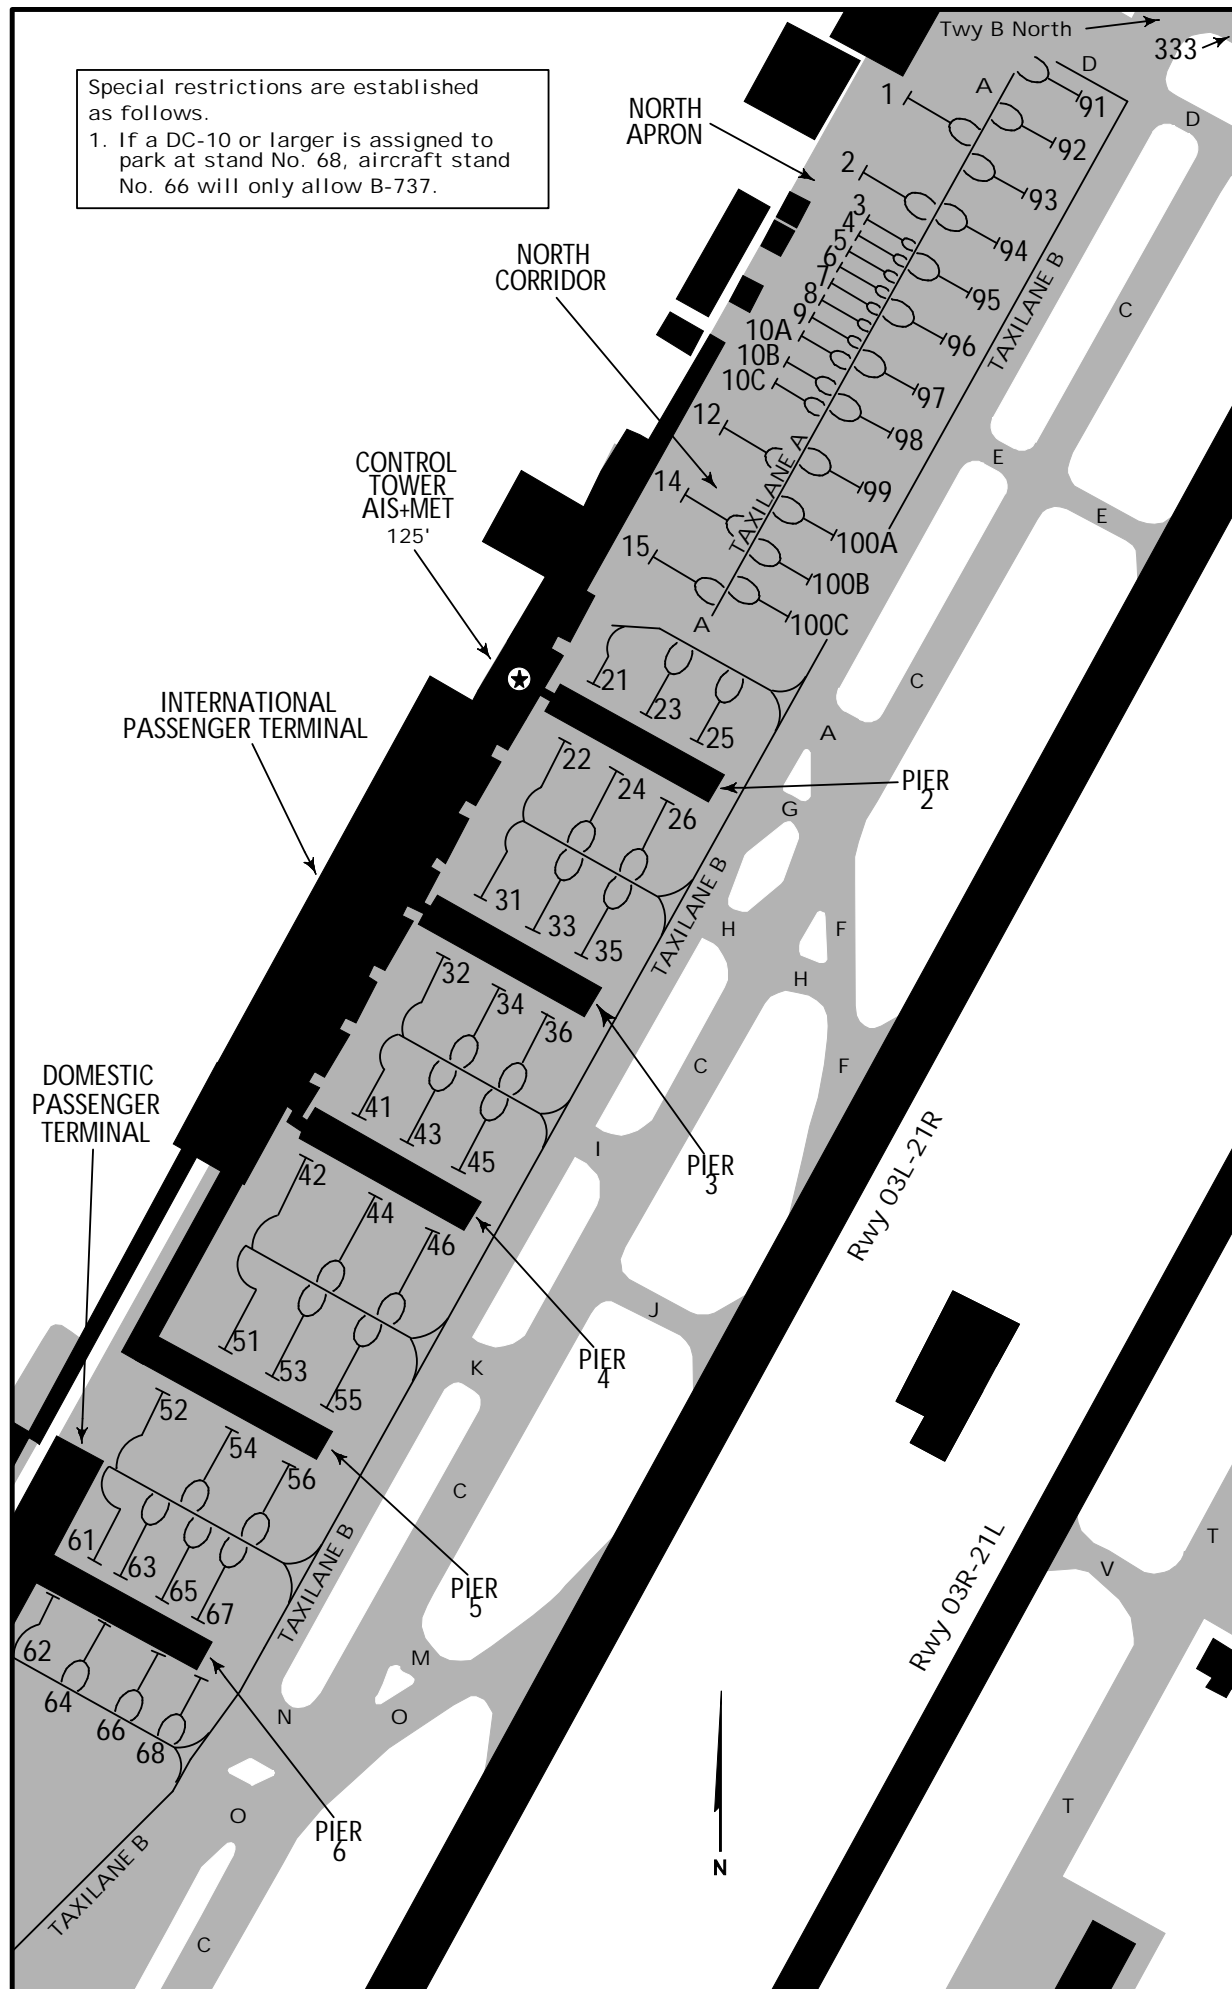 Twy B North
333
Special restrictions are established
as follows.
1. If a DC-10 or larger is assigned to
park at stand No. 68, aircraft stand
No. 66 will only allow B-737.
NORTH
APRON
NORTH
CORRIDOR
CONTROL
TOWER
AIS+MET
125'
INTERNATIONAL
PASSENGER TERMINAL
DOMESTIC
PASSENGER
TERMINAL
D
A
91
1
92
D
2
93
3
94
4
5
6
95
7
8
96
9
10A
97
10B
10C
98
12
99
14
100A
15
100B
100C
A
TAXILANE A
TAXILANE B
C
E
E
C
A
21
23
25
22
24
26
PIER
2
G
31
33
35
TAXILANE B
H
F
H
32
34
36
C
F
41
43
45
I
PIER
3
Rwy 03L-21R
42
44
46
J
51
53
55
K
PIER
4
52
54
56
C
61
63
65
67
TAXILANE B
PIER
5
Rwy 03R-21L
T
V
62
64
66
68
M
N
O
O
PIER
6
T
TAXILANE B
C
N